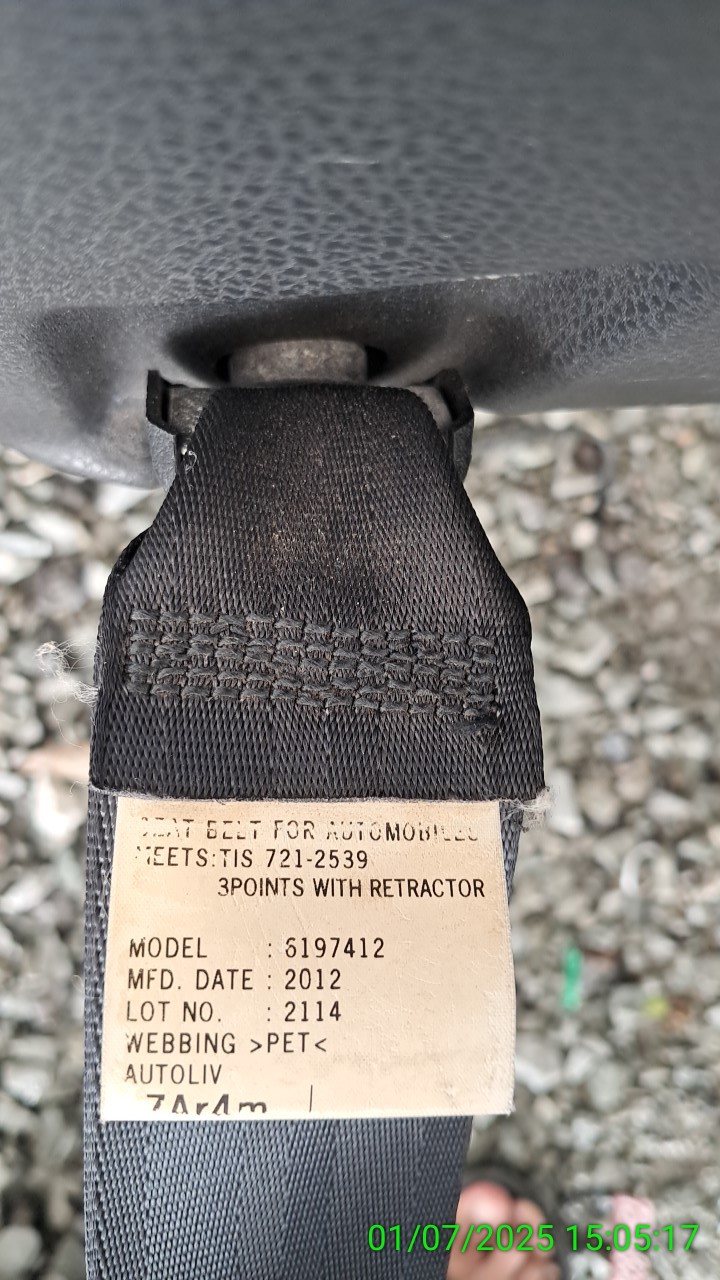 SEAT BELT FOR AUTOMOBILES
MEETS:TIS 721-2539
3POINTS WITH RETRACTOR
MODEL : 6197412
MFD. DATE : 2012
LOT NO. : 2114
WEBBING >PET<
AUTOLIV
01/07/2025 15:05:17